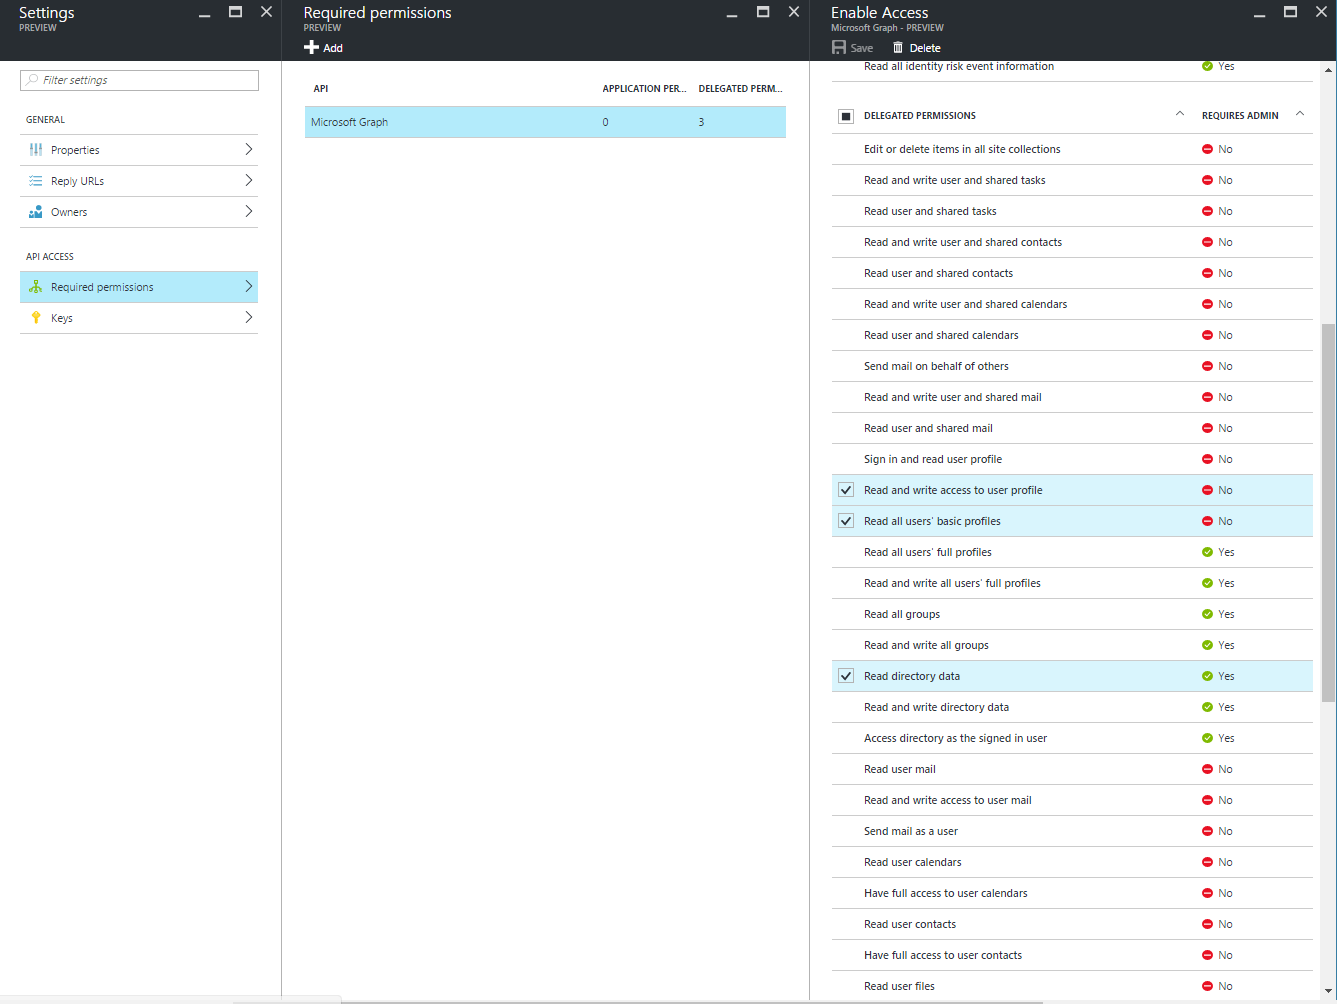 Settings
PREVIEW
Filter settings
GENERAL
Properties
Reply URLs
Owners
API ACCESS
Required permissions
Keys
Required permissions
PREVIEW
Add
API APPLICATION PER... DELEGATED PERM...
Microsoft Graph 0 3
Enable Access
Microsoft Graph - PREVIEW
Save Delete
Read all identity risk event information Yes
DELEGATED PERMISSIONS REQUIRES ADMIN
Edit or delete items in all site collections No
Read and write user and shared tasks No
Read user and shared tasks No
Read and write user and shared contacts No
Read user and shared contacts No
Read and write user and shared calendars No
Read user and shared calendars No
Send mail on behalf of others No
Read and write user and shared mail No
Read user and shared mail No
Sign in and read user profile No
Read and write access to user profile No
Read all users' basic profiles No
Read all users' full profiles Yes
Read and write all users' full profiles Yes
Read all groups Yes
Read and write all groups Yes
Read directory data Yes
Read and write directory data Yes
Access directory as the signed in user Yes
Read user mail No
Read and write access to user mail No
Send mail as a user No
Read user calendars No
Have full access to user calendars No
Read user contacts No
Have full access to user contacts No
Read user files No